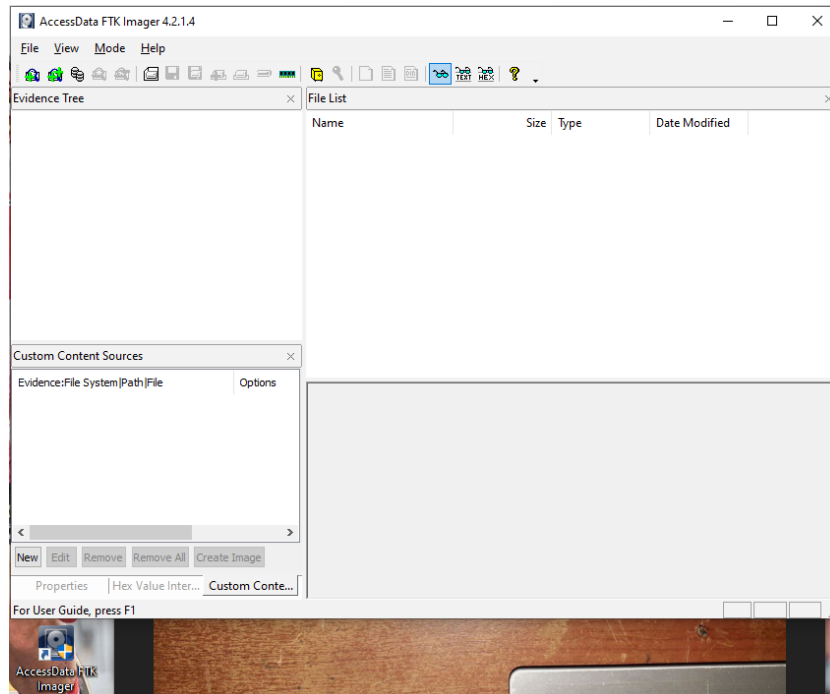 AccessData FTK Imager 4.2.1.4
File View Mode Help
TEXT HEX
Evidence Tree
File List
Name Size Type Date Modified
Custom Content Sources
Evidence:File System|Path|File Options
New Edit Remove Remove All Create Image
Properties Hex Value Inter... Custom Conte...
For User Guide, press F1
AccessData FTK
Imager